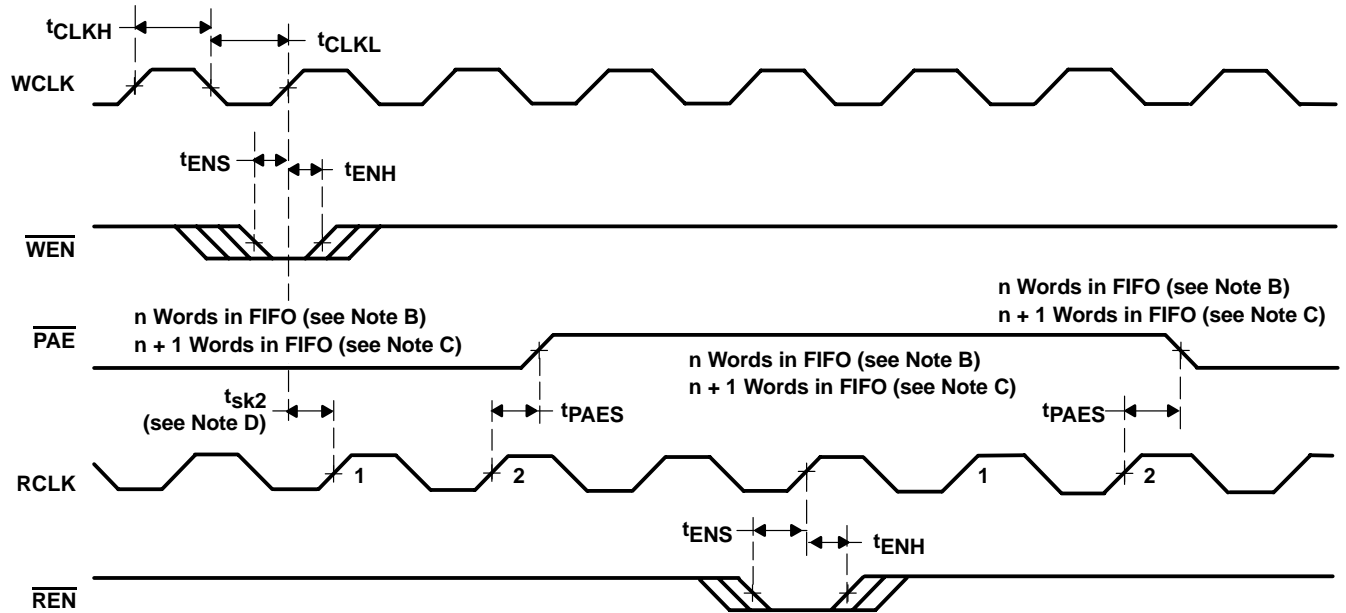 tCLKH
tCLKL
WCLK
tENS
tENH
WEN
n Words in FIFO (see Note B)
n + 1 Words in FIFO (see Note C)
n Words in FIFO (see Note B)
n + 1 Words in FIFO (see Note C)
PAE
n Words in FIFO (see Note B)
n + 1 Words in FIFO (see Note C)
tsk2
(see Note D)
tPAES
tPAES
RCLK
1
2
1
2
tENS
tENH
REN